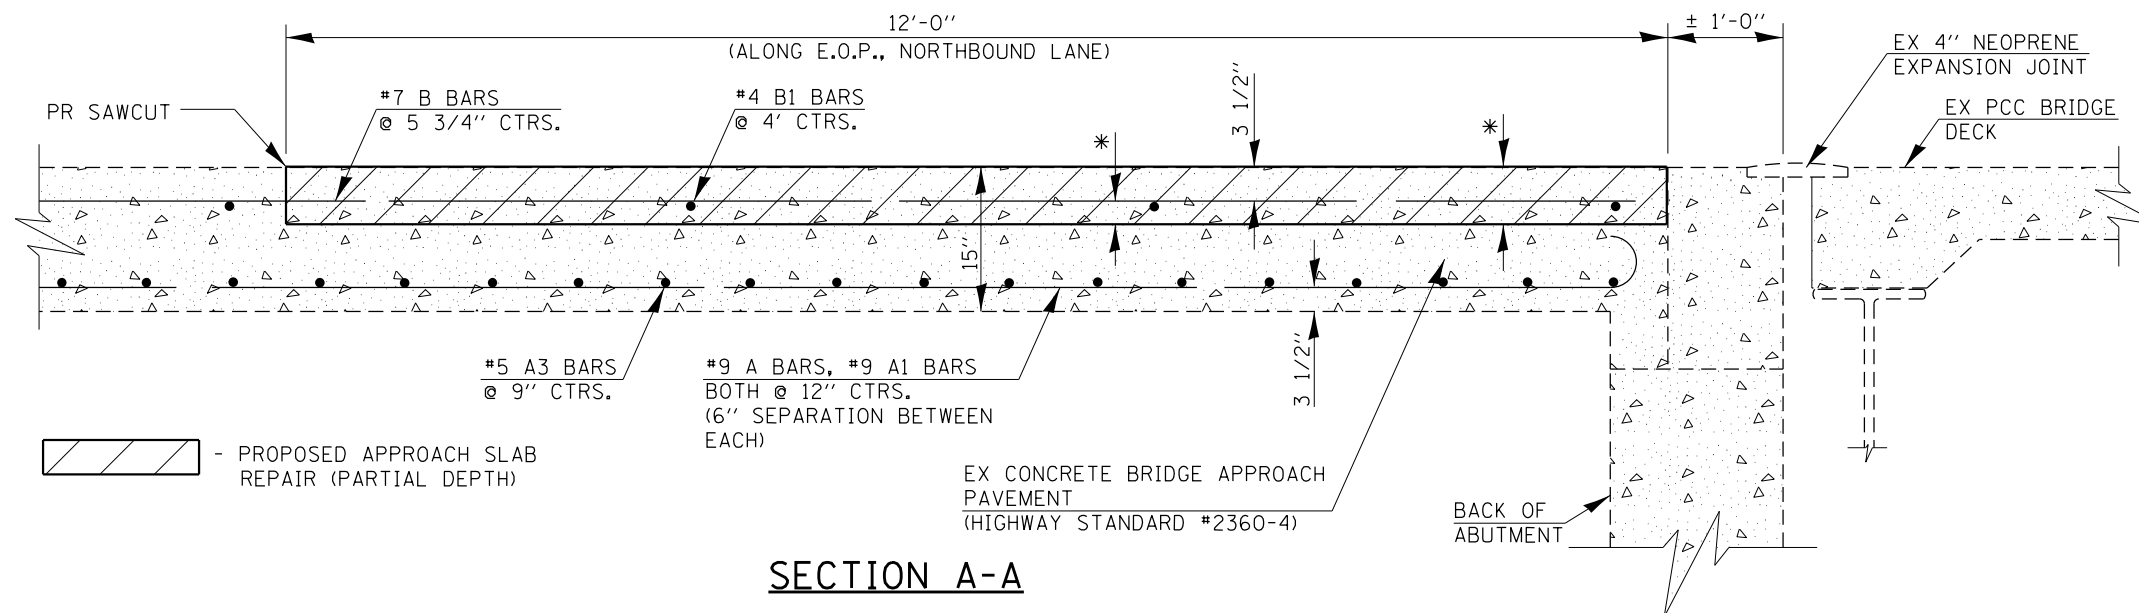 12'-0"
(ALONG E.O.P., NORTHBOUND LANE)
± 1'-0"
EX 4" NEOPRENE
EXPANSION JOINT
PR SAWCUT
#7 B BARS
@ 5 3/4" CTRS.
#4 B1 BARS
@ 4' CTRS.
*
3 1/2"
*
EX PCC BRIDGE
DECK
15"
#5 A3 BARS
@ 9" CTRS.
#9 A BARS, #9 A1 BARS
BOTH @ 12" CTRS.
(6" SEPARATION BETWEEN
EACH)
3 1/2"
- PROPOSED APPROACH SLAB
REPAIR (PARTIAL DEPTH)
EX CONCRETE BRIDGE APPROACH
PAVEMENT
(HIGHWAY STANDARD #2360-4)
BACK OF
ABUTMENT
SECTION A-A